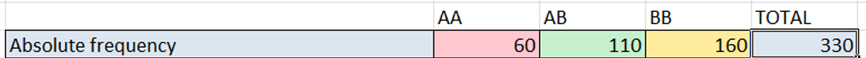 AA AB BB TOTAL
Absolute frequency 60 110 160 330